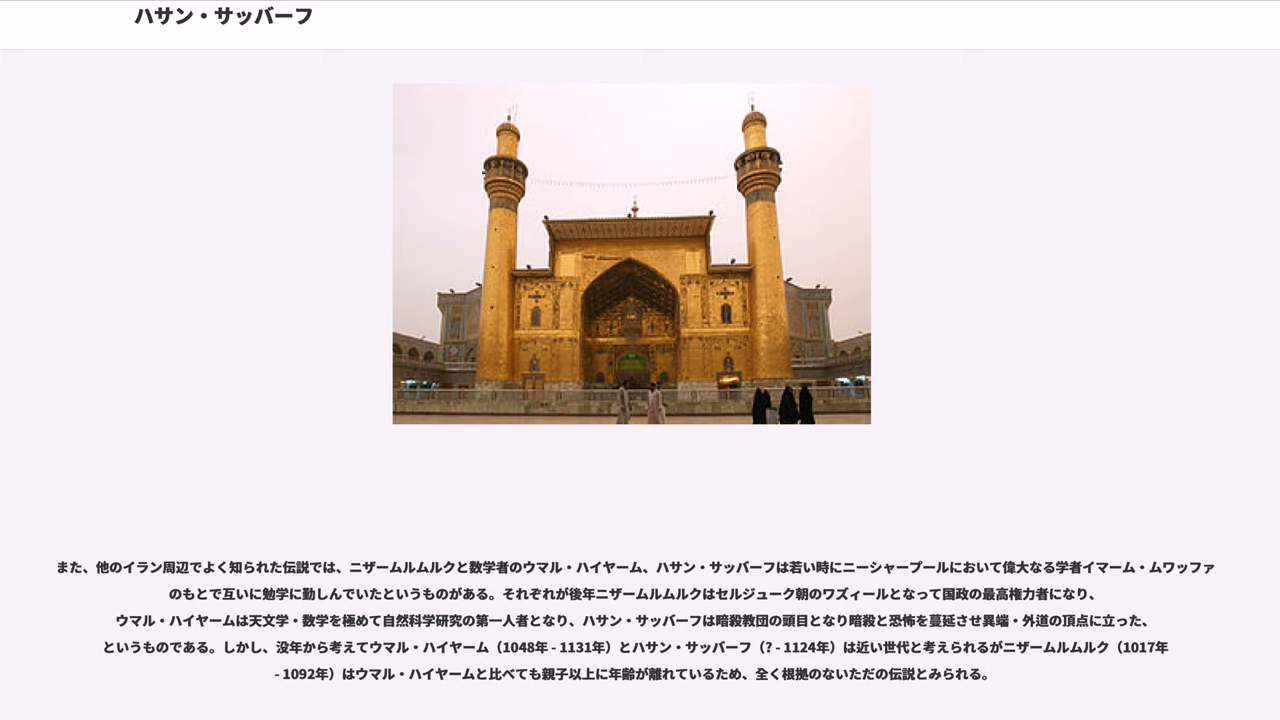 ハサン・サッバーフ
また、他のイラン周辺でよく知られた伝説では、ニザームルムルクと数学者のウマル・ハイヤーム、ハサン・サッバーフは若い時にニーシャープールにおいて偉大なる学者イマーム・ムワッファ
のもとで互いに勉学に勤しんでいたというものがある。それぞれが後年ニザームルムルクはセルジューク朝のワズィールとなって国政の最高権力者になり、
ウマル・ハイヤームは天文学・数学を極めて自然科学研究の第一人者となり、ハサン・サッバーフは暗殺教団の頭目となり暗殺と恐怖を蔓延させ異端・外道の頂点に立った、
というものである。しかし、没年から考えてウマル・ハイヤーム（1048年 - 1131年）とハサン・サッバーフ（? - 1124年）は近い世代と考えられるがニザームルムルク（1017年
- 1092年）はウマル・ハイヤームと比べても親子以上に年齢が離れているため、全く根拠のないただの伝説とみられる。